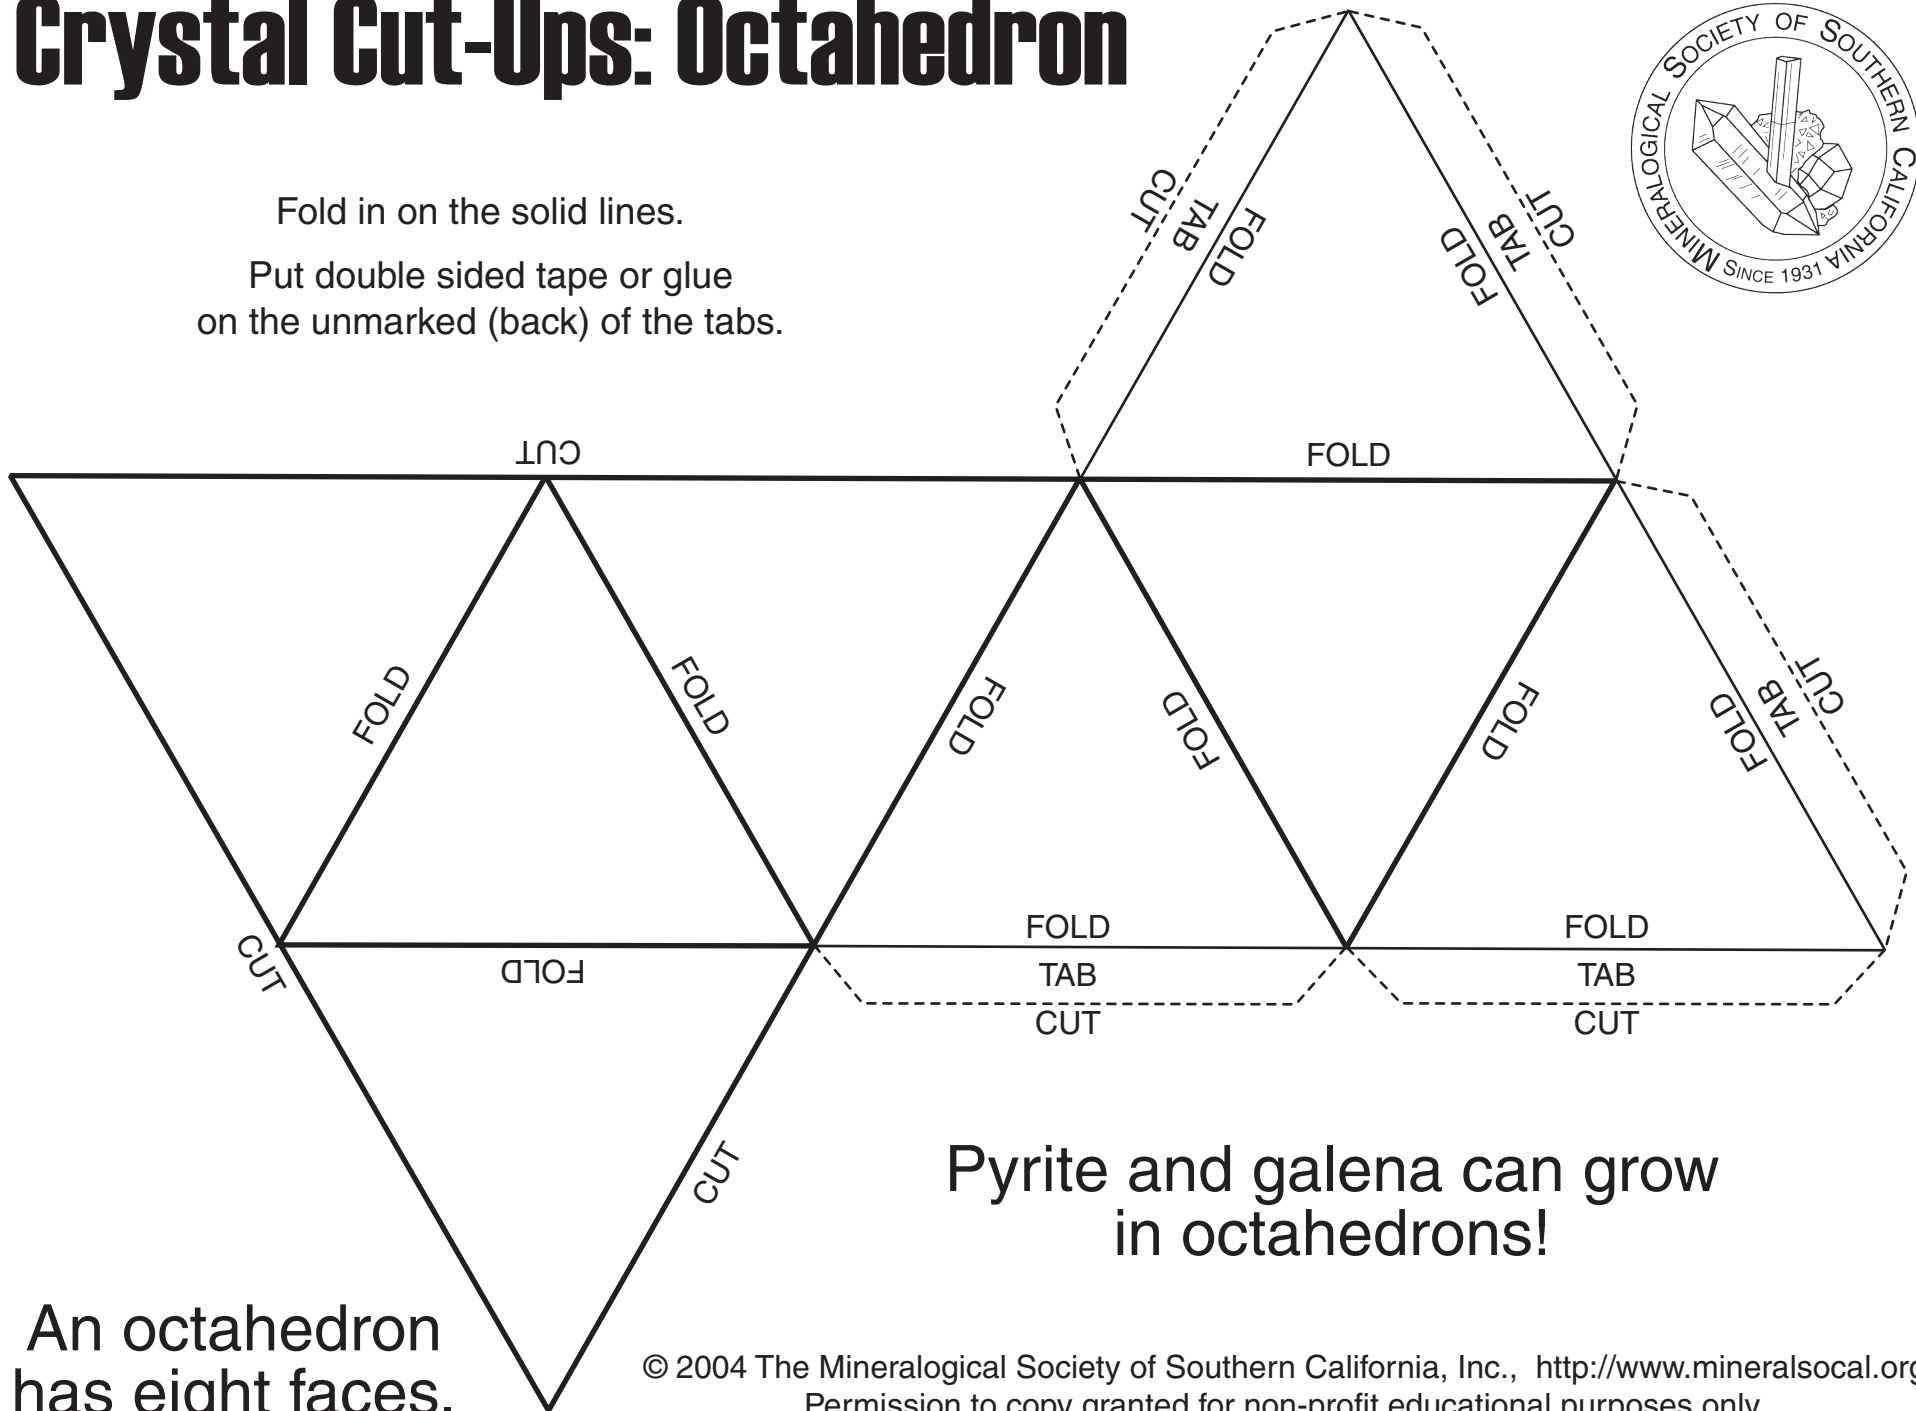 Crystal Cut-Ups: Octahedron
MINERALOGICAL SOCIETY OF SOUTHERN CALIFORNIA
SINCE 1931
Fold in on the solid lines.
Put double sided tape or glue
on the unmarked (back) of the tabs.
CUT
TAB
FOLD
FOLD
TAB
CUT
CUT
FOLD
FOLD
FOLD
FOLD
FOLD
FOLD
FOLD
TAB
CUT
CUT
FOLD
FOLD
TAB
CUT
FOLD
TAB
CUT
CUT
Pyrite and galena can grow
in octahedrons!
An octahedron
has eight faces.
© 2004 The Mineralogical Society of Southern California, Inc., http://www.mineralsocal.org
Permission to copy granted for non-profit educational purposes only